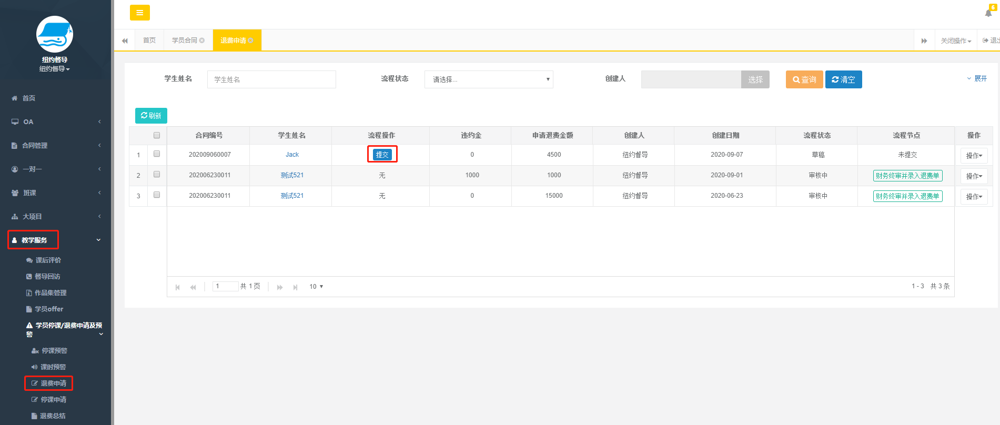 纽约督导
纽约督导
首页
OA
合同管理
一对一
班课
大项目
教学服务
课后评价
督导回访
作品集管理
学员offer
学员停课/退费申请及预
警
停课预警
课时预警
退费申请
停课申请
退费总结
6
首页 学员合同 退费申请 关闭操作 退出
学生姓名 学生姓名 流程状态 请选择... 创建人 选择 查询 清空 展开
刷新
合同编号 学生姓名 流程操作 违约金 申请退费金额 创建人 创建日期 流程状态 流程节点 操作
1 202009060007 Jack 提交 0 4500 纽约督导 2020-09-07 草稿 未提交 操作
2 202006230011 测试521 无 1000 1000 纽约督导 2020-09-01 审核中 财务终审并录入退费单 操作
3 202006230011 测试521 无 0 15000 纽约督导 2020-06-23 审核中 财务终审并录入退费单 操作
1 共 1 页 10 1 - 3 共 3 条